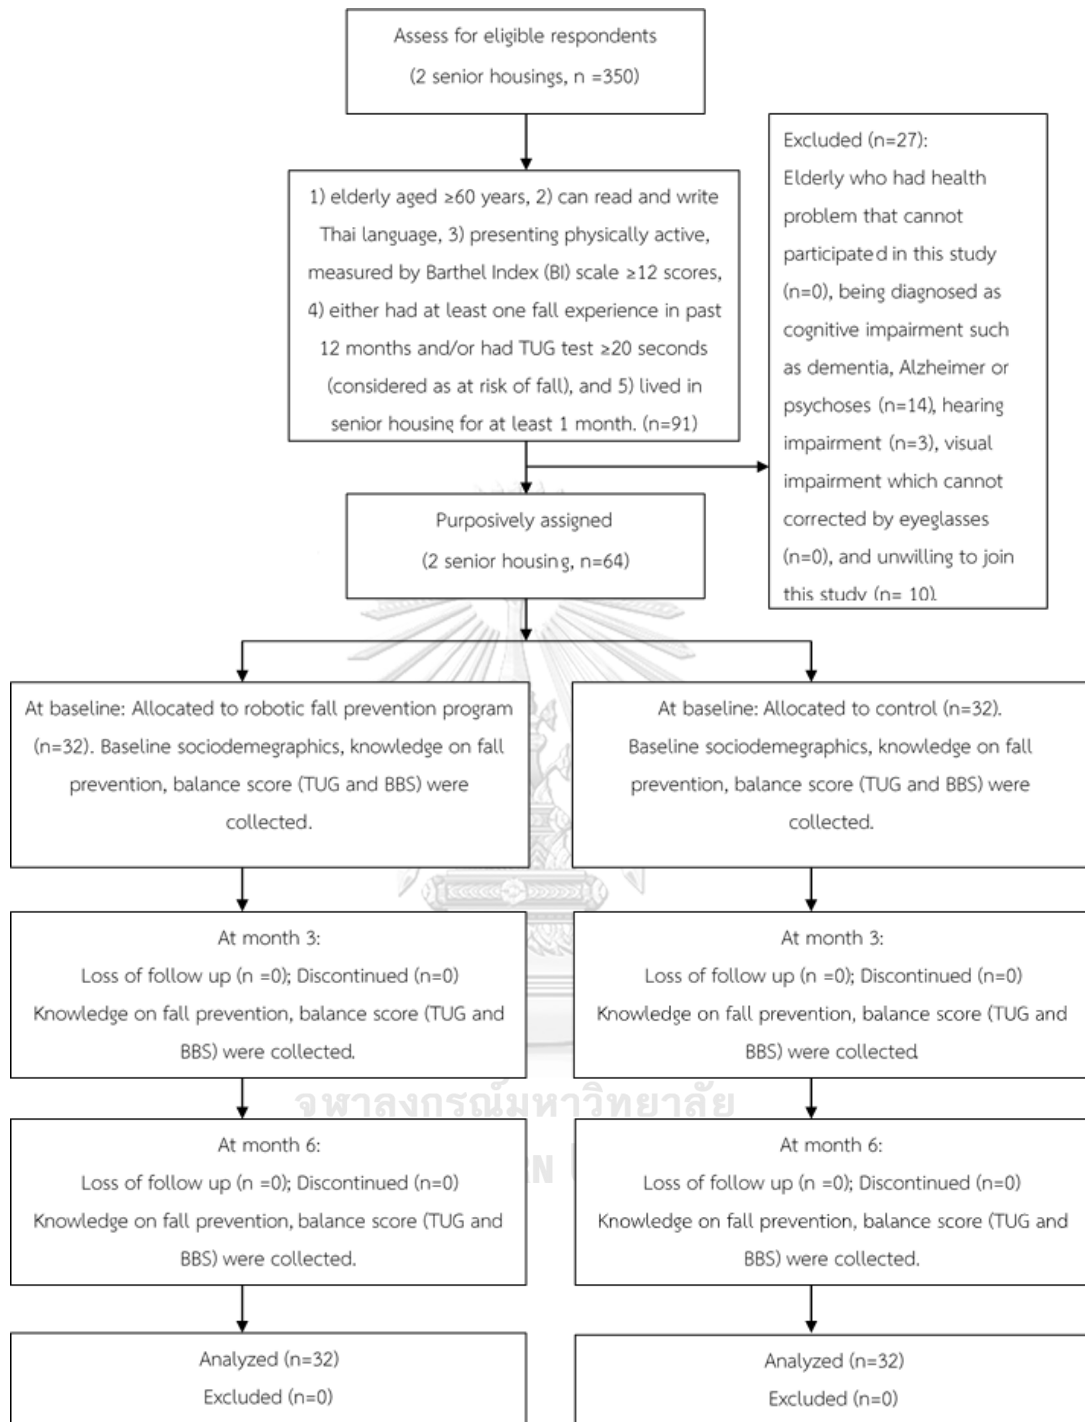 Assess for eligible respondents
(2 senior housings, n =350)
1) elderly aged ≥60 years, 2) can read and write
Thai language, 3) presenting physically active,
measured by Barthel Index (BI) scale ≥12 scores,
4) either had at least one fall experience in past
12 months and/or had TUG test ≥20 seconds
(considered as at risk of fall), and 5) lived in
senior housing for at least 1 month. (n=91)
Excluded (n=27):
Elderly who had health
problem that cannot
participated in this study
(n=0), being diagnosed as
cognitive impairment such
as dementia, Alzheimer or
psychoses (n=14), hearing
impairment (n=3), visual
impairment which cannot
corrected by eyeglasses
(n=0), and unwilling to join
this study (n= 10).
Purposively assigned
(2 senior housing, n=64)
At baseline: Allocated to robotic fall prevention program
(n=32). Baseline sociodemegraphics, knowledge on fall
prevention, balance score (TUG and BBS) were
collected.
At baseline: Allocated to control (n=32).
Baseline sociodemegraphics, knowledge on fall
prevention, balance score (TUG and BBS) were
collected.
At month 3:
Loss of follow up (n =0); Discontinued (n=0)
Knowledge on fall prevention, balance score (TUG and
BBS) were collected.
At month 3:
Loss of follow up (n =0); Discontinued (n=0)
Knowledge on fall prevention, balance score (TUG and
BBS) were collected.
จุฬาลงกรณ์มหาวิทยาลัย
At month 6:
Loss of follow up (n =0); Discontinued (n=0)
Knowledge on fall prevention, balance score (TUG and
BBS) were collected.
At month 6:
Loss of follow up (n =0); Discontinued (n=0)
Knowledge on fall prevention, balance score (TUG and
BBS) were collected.
Analyzed (n=32)
Excluded (n=0)
Analyzed (n=32)
Excluded (n=0)